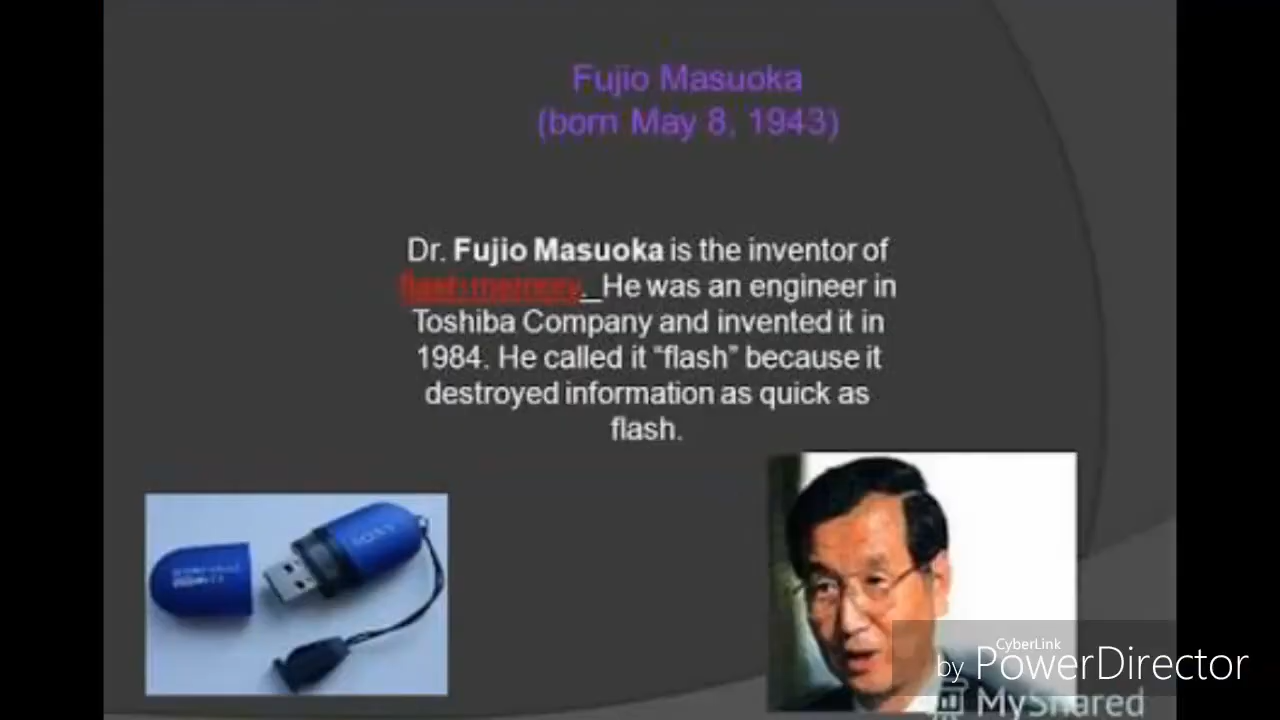 Fujio Masuoka
(born May 8, 1943)
Dr. Fujio Masuoka is the inventor of
flash memory. He was an engineer in
Toshiba Company and invented it in
1984. He called it “flash” because it
destroyed information as quick as
flash.
CyberLink
by PowerDirector
MyShared